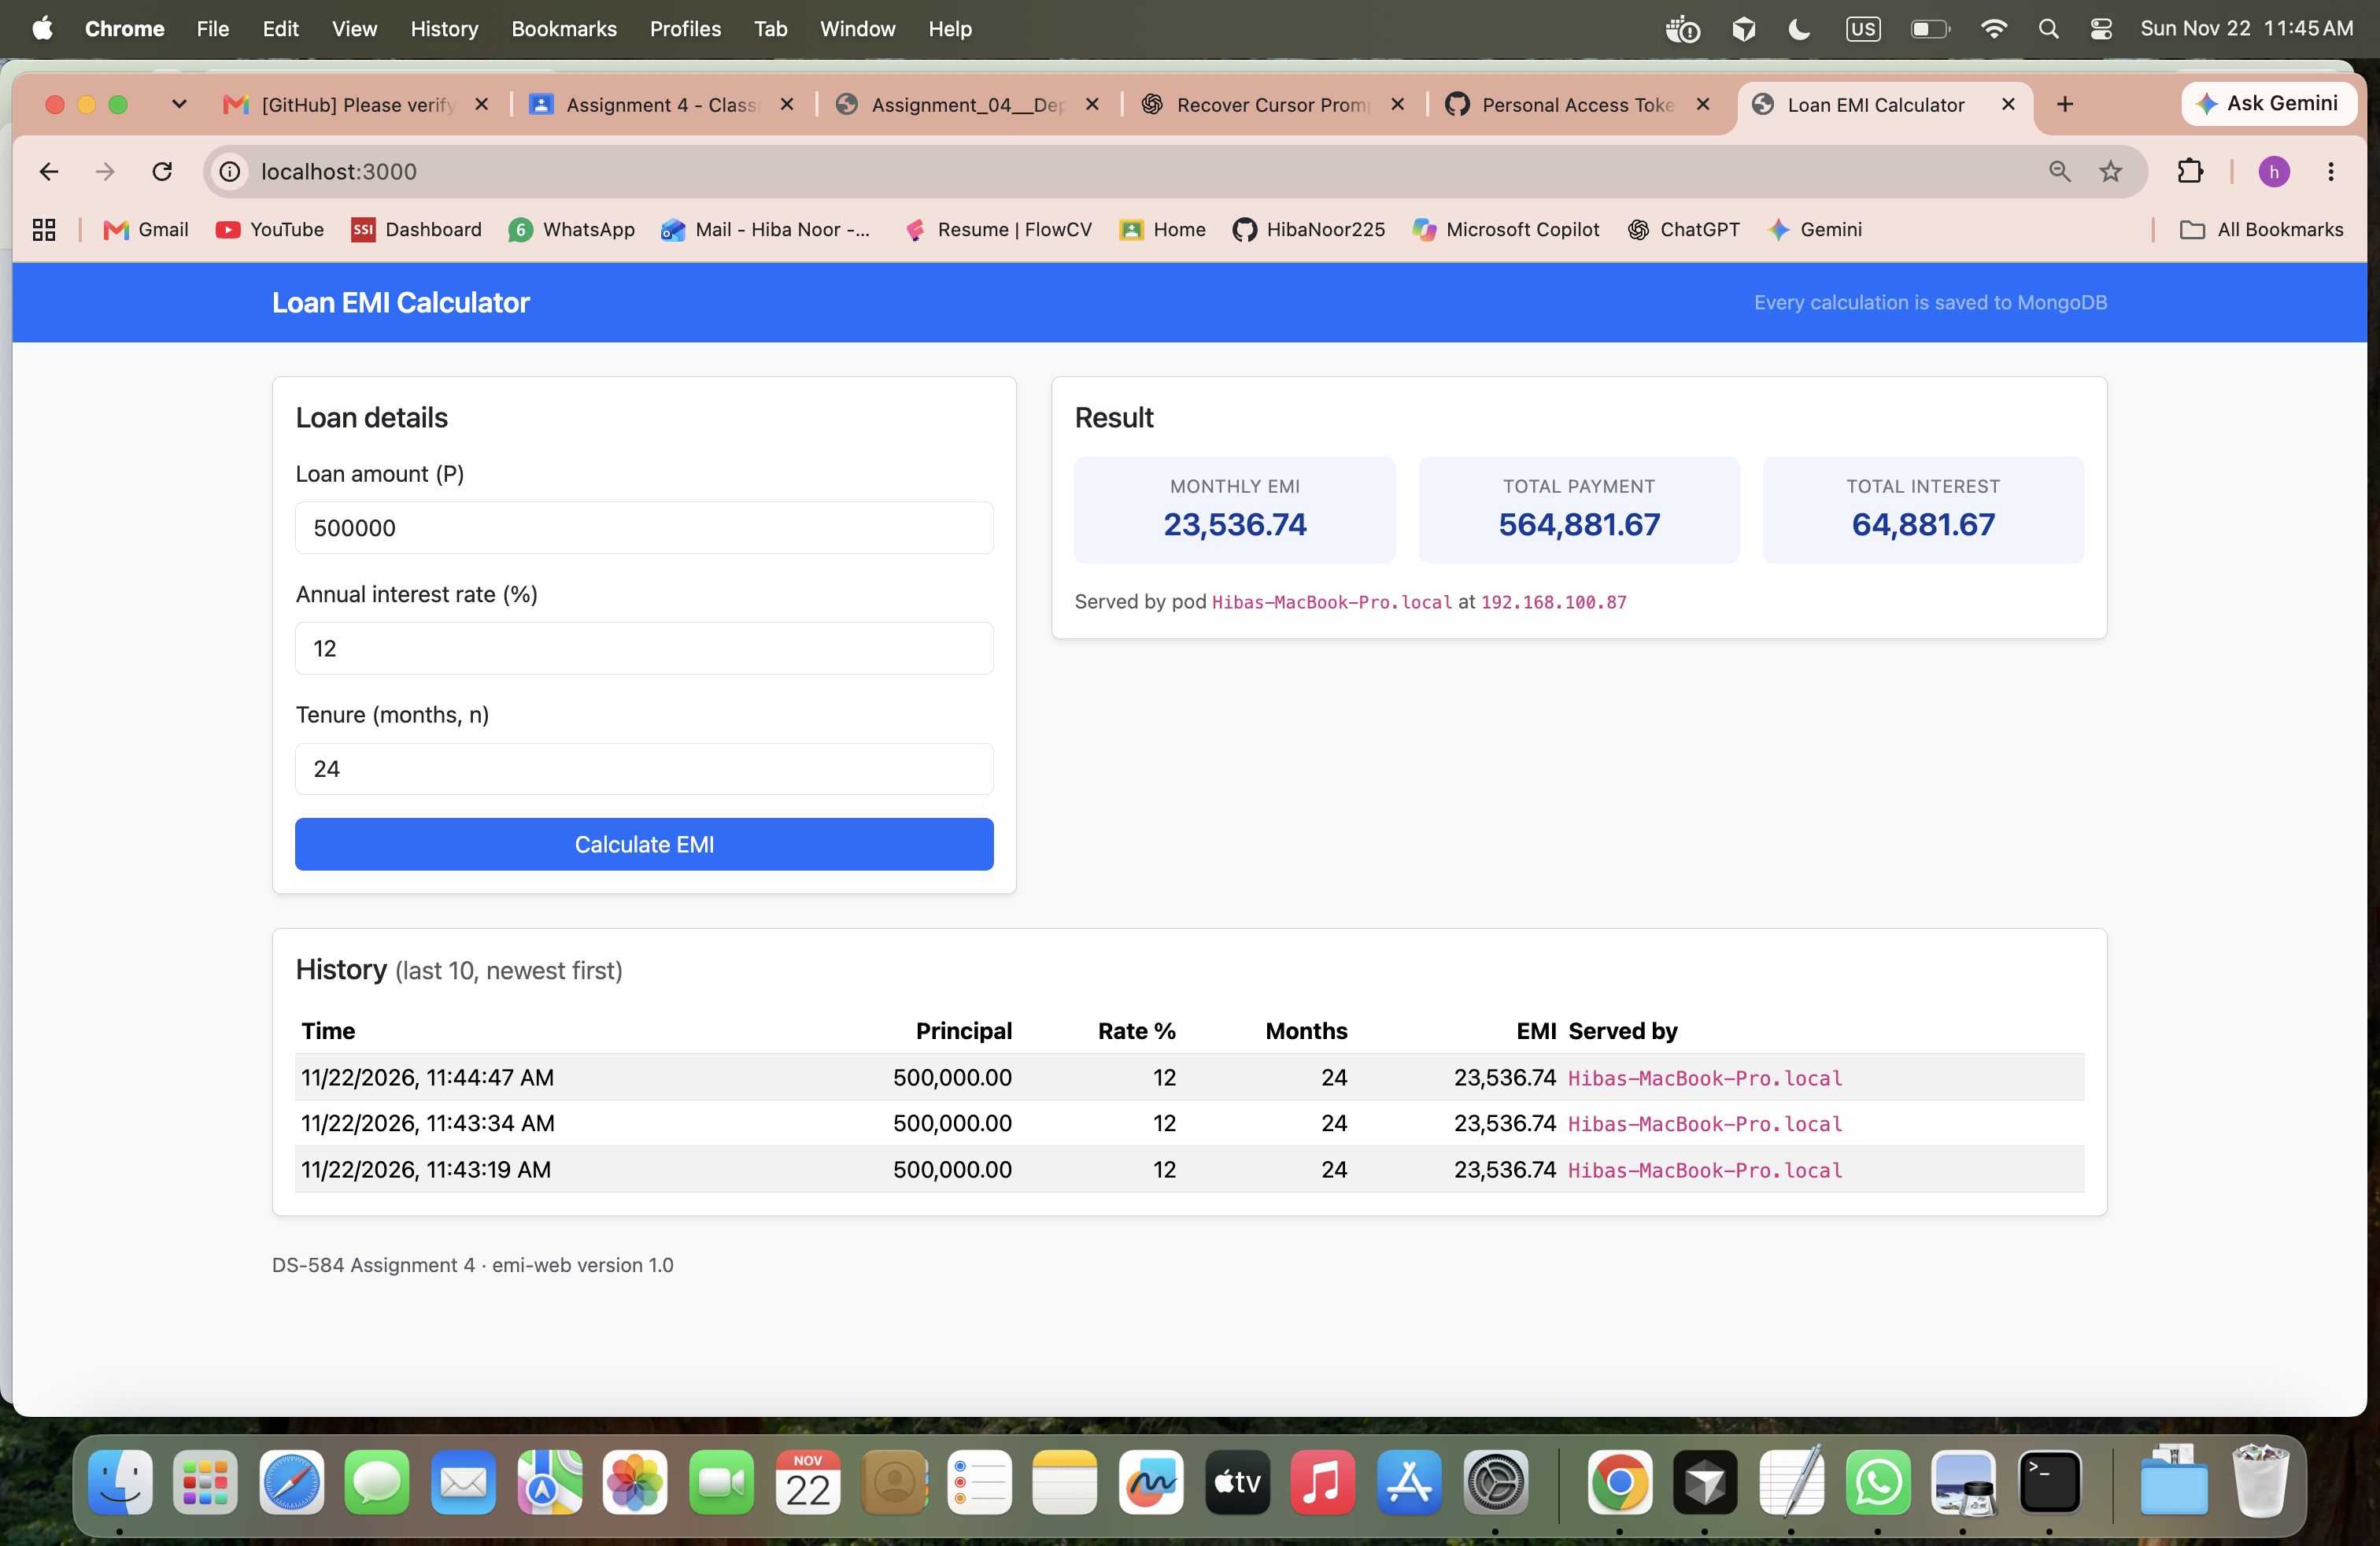 Chrome File Edit View History Bookmarks Profiles Tab Window Help US Sun Nov 22 11:45 AM
[GitHub] Please verify Assignment 4 - Class Assignment_04__Dep Recover Cursor Prom Personal Access Toke Loan EMI Calculator Ask Gemini
localhost:3000 h
Gmail YouTube SSI Dashboard 6 WhatsApp Mail - Hiba Noor -... Resume | FlowCV Home HibaNoor225 Microsoft Copilot ChatGPT Gemini All Bookmarks
Loan EMI Calculator Every calculation is saved to MongoDB
Loan details
Loan amount (P)
500000
Annual interest rate (%)
12
Tenure (months, n)
24
Calculate EMI
Result
MONTHLY EMI TOTAL PAYMENT TOTAL INTEREST
23,536.74 564,881.67 64,881.67
Served by pod Hibas-MacBook-Pro.local at 192.168.100.87
History (last 10, newest first)
Time Principal Rate % Months EMI Served by
11/22/2026, 11:44:47 AM 500,000.00 12 24 23,536.74 Hibas-MacBook-Pro.local
11/22/2026, 11:43:34 AM 500,000.00 12 24 23,536.74 Hibas-MacBook-Pro.local
11/22/2026, 11:43:19 AM 500,000.00 12 24 23,536.74 Hibas-MacBook-Pro.local
DS-584 Assignment 4 · emi-web version 1.0
NOV
22
tv
>_